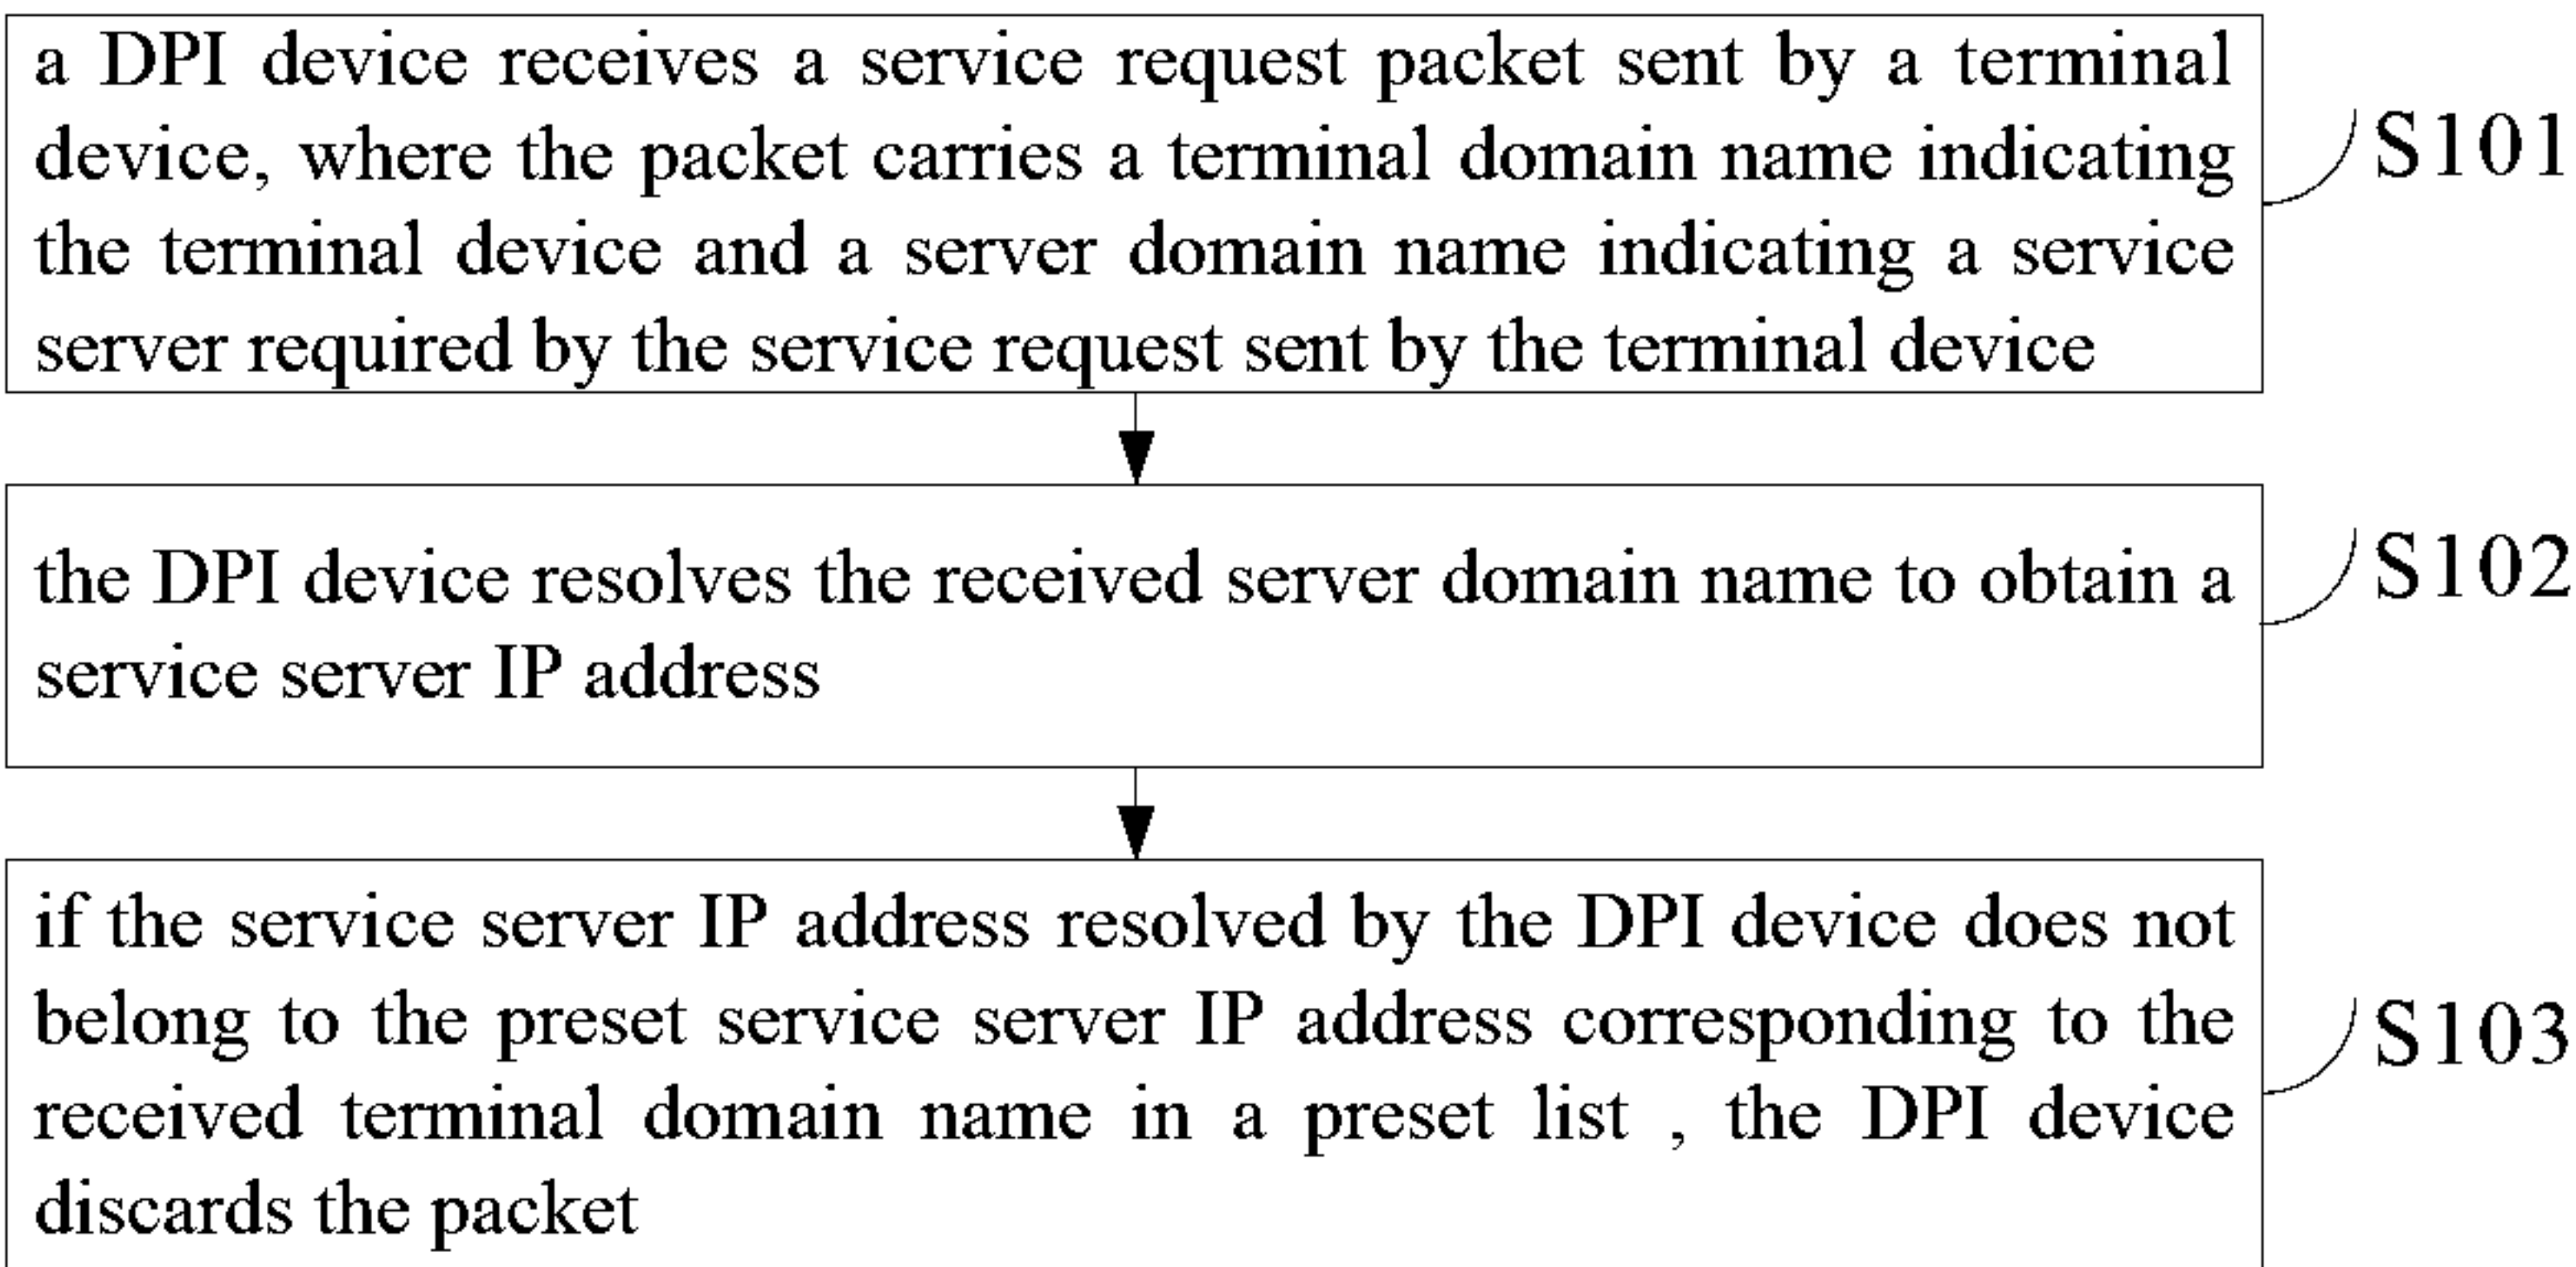 a DPI device receives a service request packet sent by a terminal
device, where the packet carries a terminal domain name indicating
the terminal device and a server domain name indicating a service
server required by the service request sent by the terminal device
S101
the DPI device resolves the received server domain name to obtain a
service server IP address
S102
if the service server IP address resolved by the DPI device does not
belong to the preset service server IP address corresponding to the
received terminal domain name in a preset list , the DPI device
discards the packet
S103